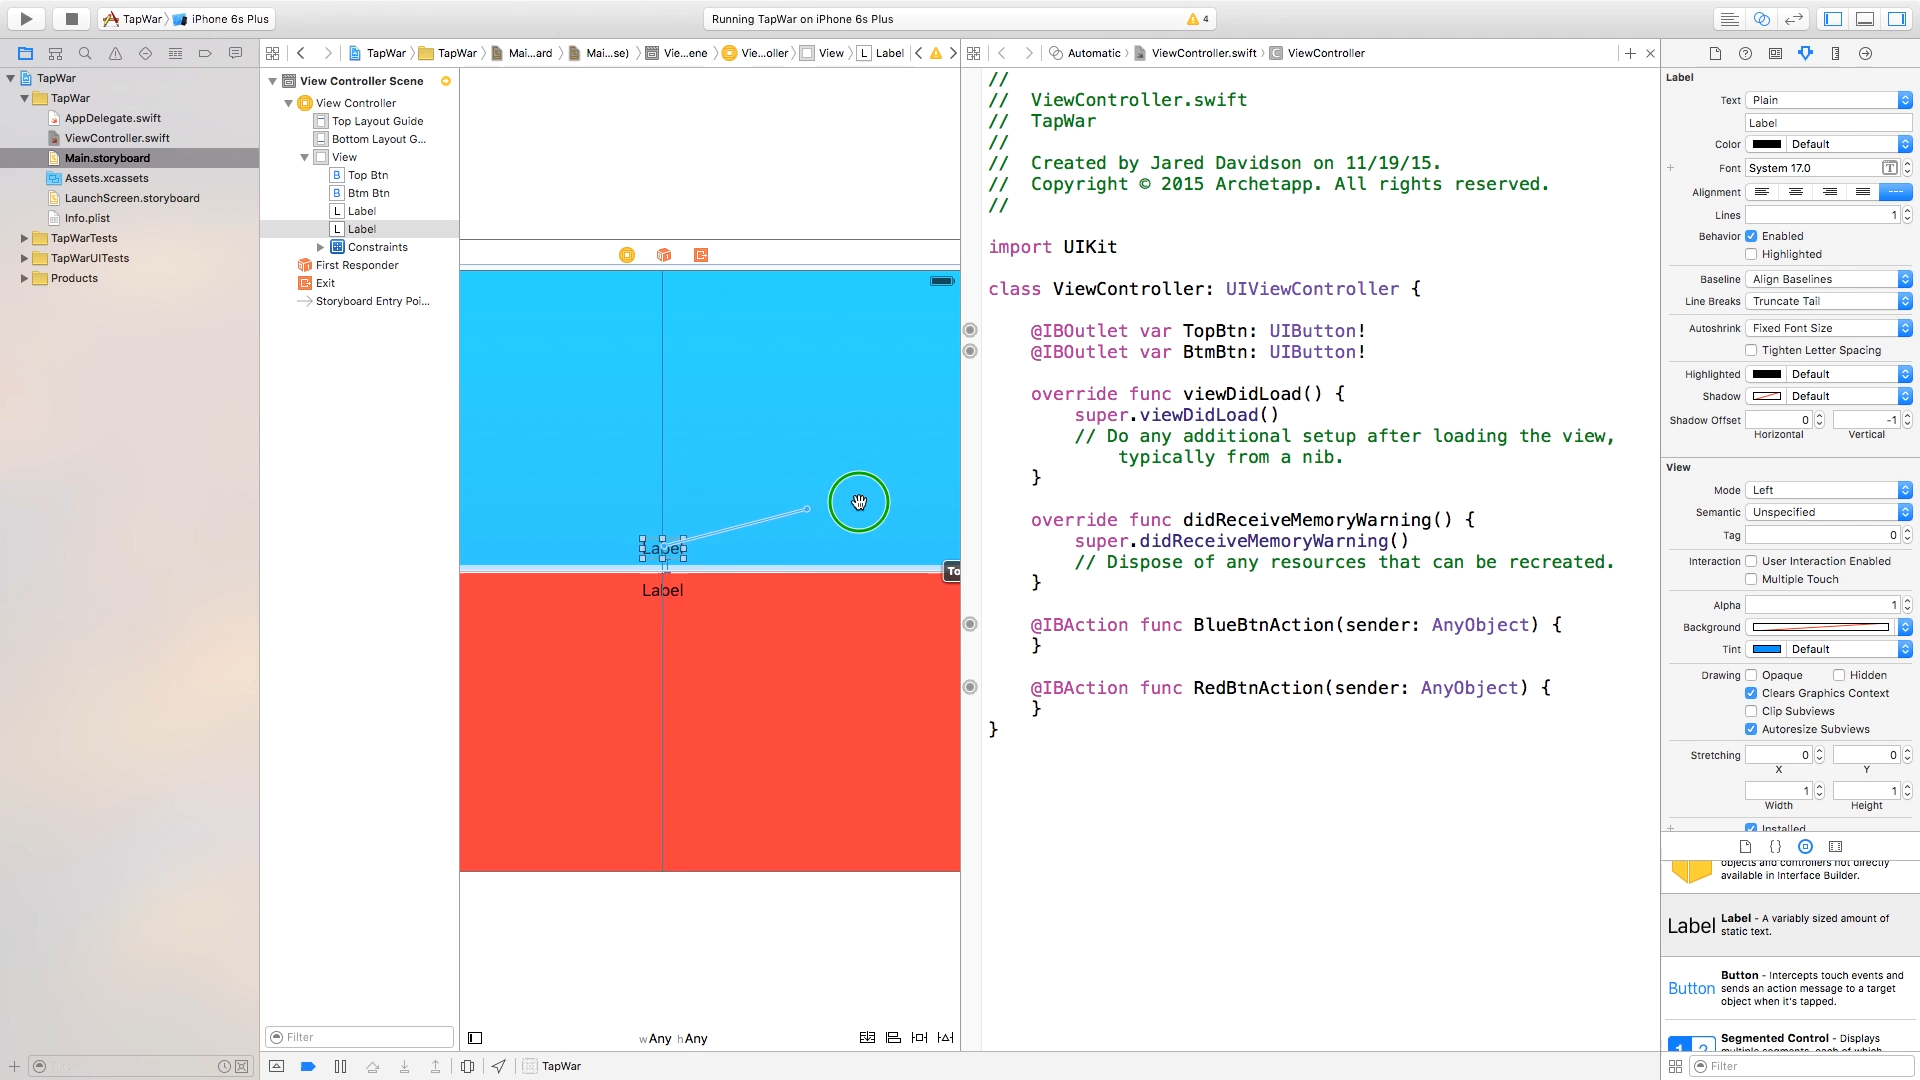 TapWar
iPhone 6s Plus
Running TapWar on iPhone 6s Plus
4
TapWar
TapWar
Mai...ard
Mai...se)
Vie...ene
Vie...oller
View
L Label
Automatic
ViewController.swift
C ViewController
TapWar
TapWar
AppDelegate.swift
ViewController.swift
Main.storyboard
Assets.xcassets
LaunchScreen.storyboard
Info.plist
TapWarTests
TapWarUITests
Products
View Controller Scene
View Controller
Top Layout Guide
Bottom Layout G...
View
B Top Btn
B Btm Btn
L Label
L Label
Constraints
First Responder
Exit
Storyboard Entry Poi...
Label
To
Label
wAny hAny
//
// ViewController.swift
// TapWar
//
// Created by Jared Davidson on 11/19/15.
// Copyright © 2015 Archetapp. All rights reserved.
//
import UIKit
class ViewController: UIViewController {
@IBOutlet var TopBtn: UIButton!
@IBOutlet var BtmBtn: UIButton!
override func viewDidLoad() {
super.viewDidLoad()
// Do any additional setup after loading the view,
typically from a nib.
}
override func didReceiveMemoryWarning() {
super.didReceiveMemoryWarning()
// Dispose of any resources that can be recreated.
}
@IBAction func BlueBtnAction(sender: AnyObject) {
}
@IBAction func RedBtnAction(sender: AnyObject) {
}
}
Label
Text Plain
Label
Color Default
Font System 17.0
Alignment
Lines 1
Behavior Enabled
Highlighted
Baseline Align Baselines
Line Breaks Truncate Tail
Autoshrink Fixed Font Size
Tighten Letter Spacing
Highlighted Default
Shadow Default
Shadow Offset 0 -1
Horizontal Vertical
View
Mode Left
Semantic Unspecified
Tag 0
Interaction User Interaction Enabled
Multiple Touch
Alpha 1
Background
Tint Default
Drawing Opaque Hidden
Clears Graphics Context
Clip Subviews
Autoresize Subviews
Stretching 0 0
X Y
1 1
Width Height
Installed
objects and controllers not directly
available in Interface Builder.
Label Label - A variably sized amount of
static text.
Button Button - Intercepts touch events and
sends an action message to a target
object when it's tapped.
1 2 Segmented Control - Displays
multiple segments, each of which
Filter
Filter
TapWar
Filter